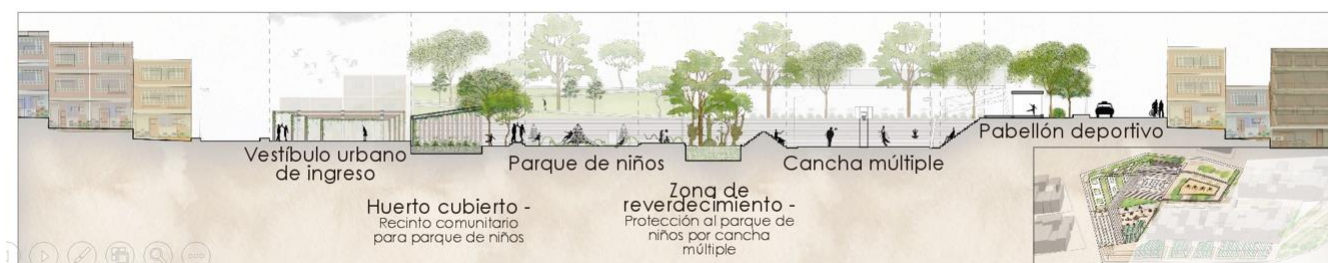 Vestíbulo urbano
de ingreso
Huerto cubierto -
Recinto comunitario
para parque de niños
Parque de niños
Zona de
reverdecimiento -
Protección al parque de
niños por cancha
múltiple
Cancha múltiple
Pabellón deportivo